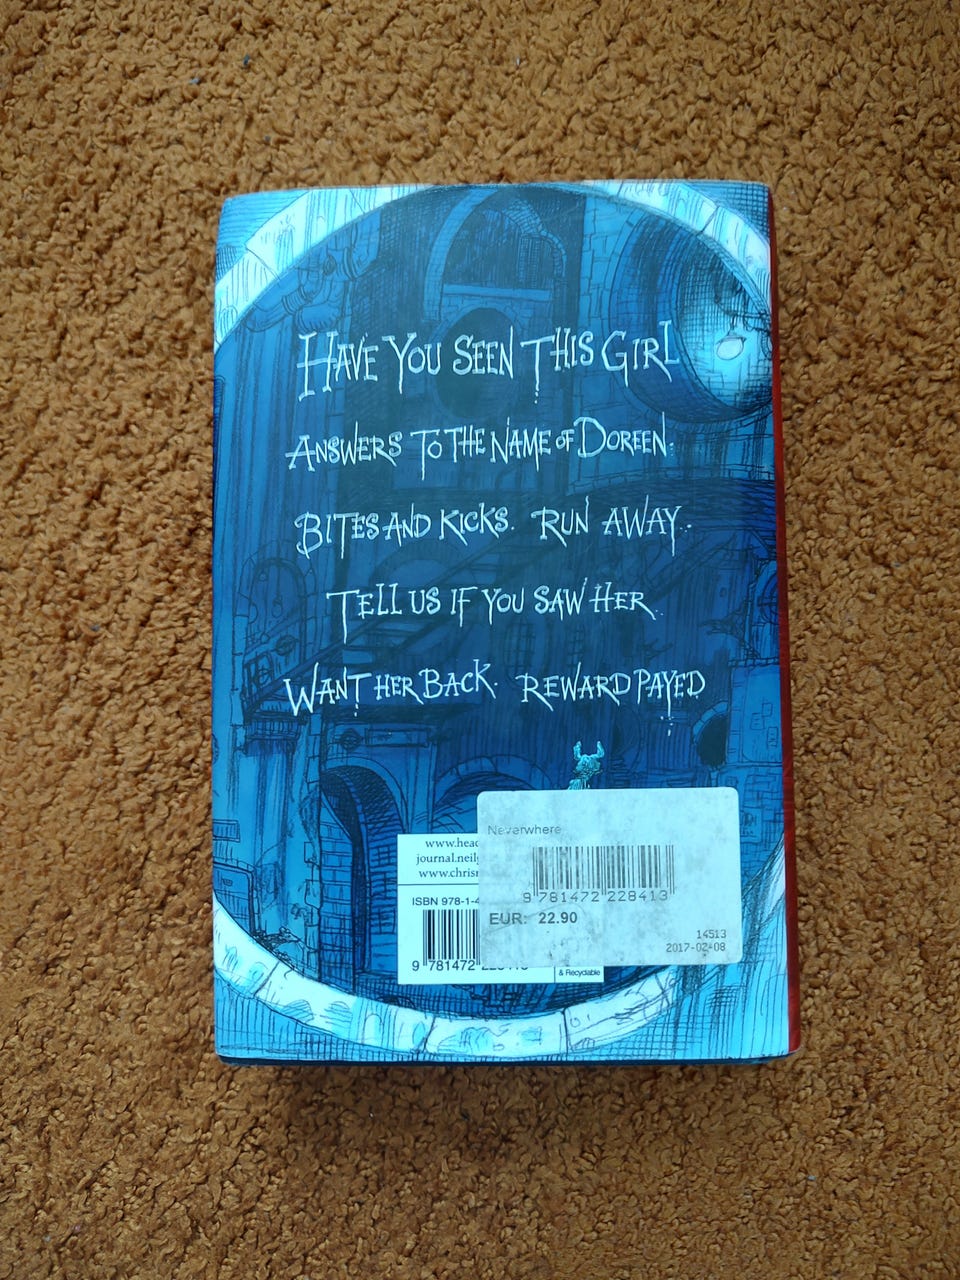 HAVE YOU SEEN THIS GIRL
ANSWERS TO THE NAME OF DOREEN.
BITES AND KICKS. RUN AWAY.
TELL US IF YOU SAW HER.
WANT HER BACK. REWARD PAYED
Neverwhere
9 781472 228413
EUR: 22.90
14513
2017-02-08
www.head
journal.neilg
www.chrisr
ISBN 978-1-4
9 781472
& Recyclable